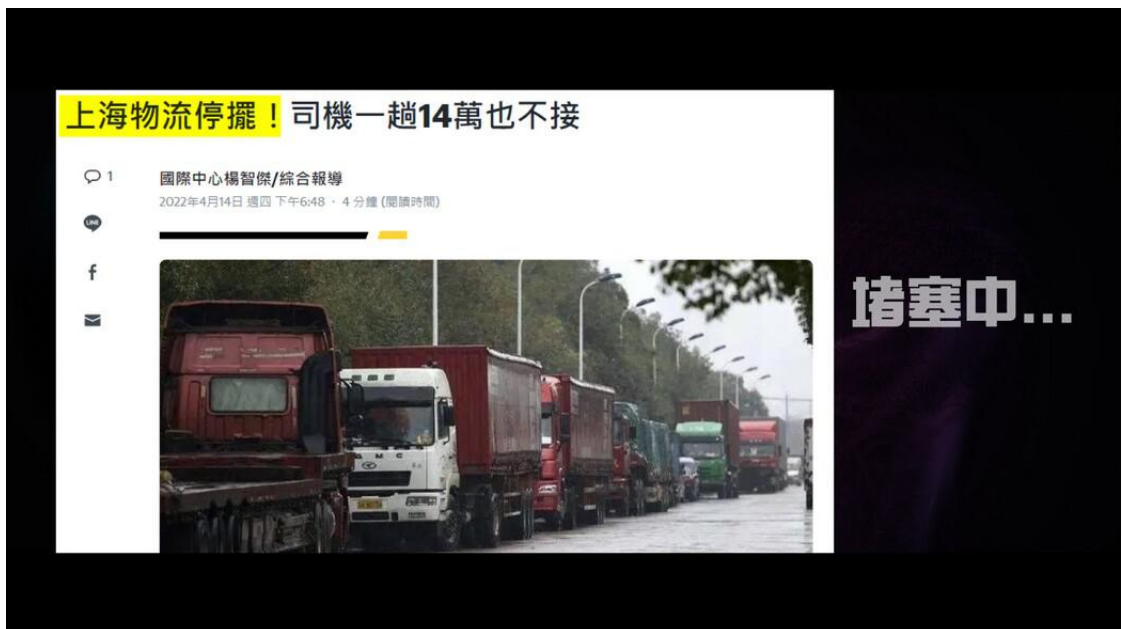 上海物流停擺！司機一趟14萬也不接
1
國際中心楊智傑/綜合報導
2022年4月14日 週四 下午6:48 · 4 分鐘 (閱讀時間)
LINE
f
堵塞中...
AMC